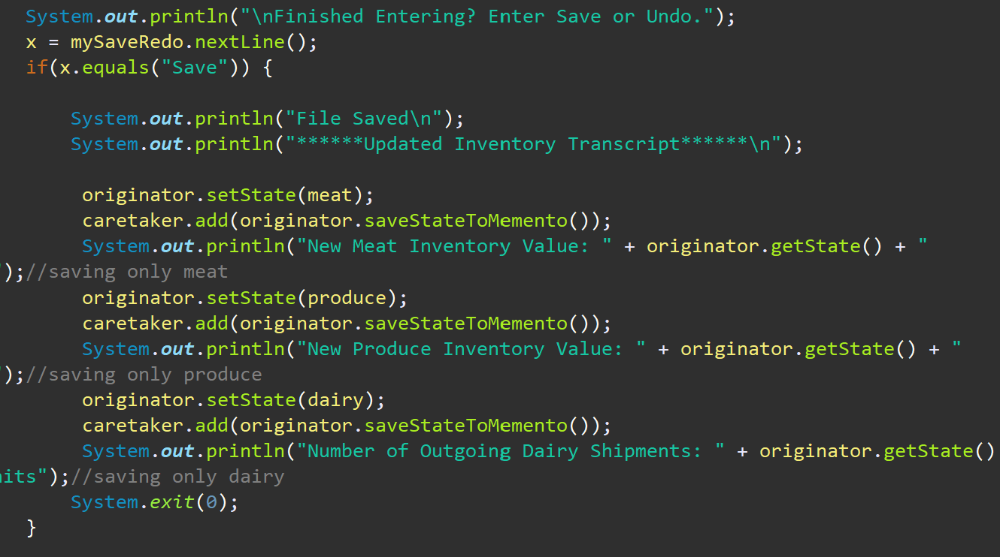 System.out.println("\nFinished Entering? Enter Save or Undo.");
x = mySaveRedo.nextLine();
if(x.equals("Save")) {
System.out.println("File Saved\n");
System.out.println("******Updated Inventory Transcript******\n");
originator.setState(meat);
caretaker.add(originator.saveStateToMemento());
System.out.println("New Meat Inventory Value: " + originator.getState() + "
");//saving only meat
originator.setState(produce);
caretaker.add(originator.saveStateToMemento());
System.out.println("New Produce Inventory Value: " + originator.getState() + "
");//saving only produce
originator.setState(dairy);
caretaker.add(originator.saveStateToMemento());
System.out.println("Number of Outgoing Dairy Shipments: " + originator.getState()
its");//saving only dairy
System.exit(0);
}